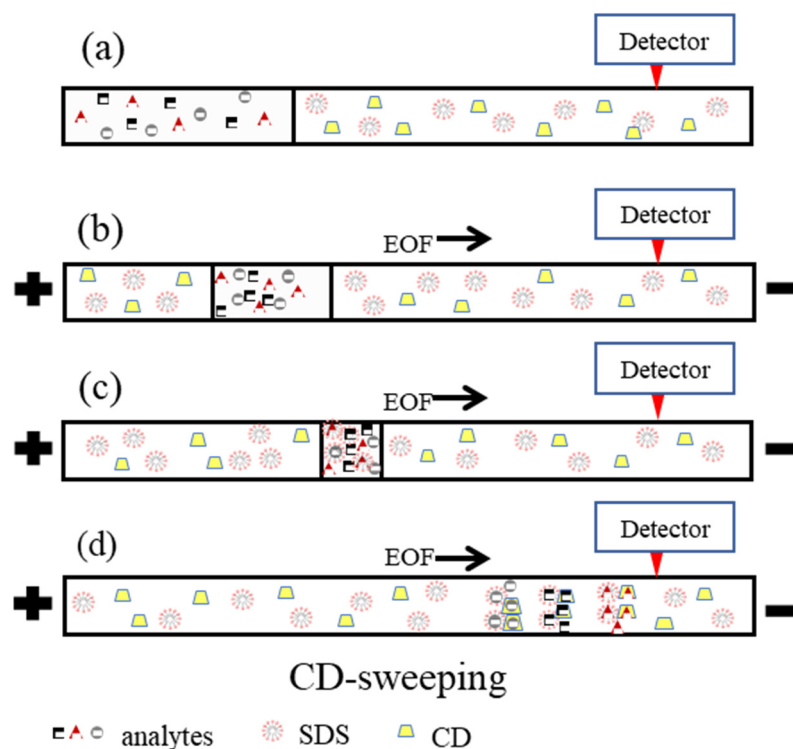 (a)
Detector
(b)
EOF
Detector
(c)
EOF
Detector
(d)
EOF
Detector
CD-sweeping
analytes SDS CD